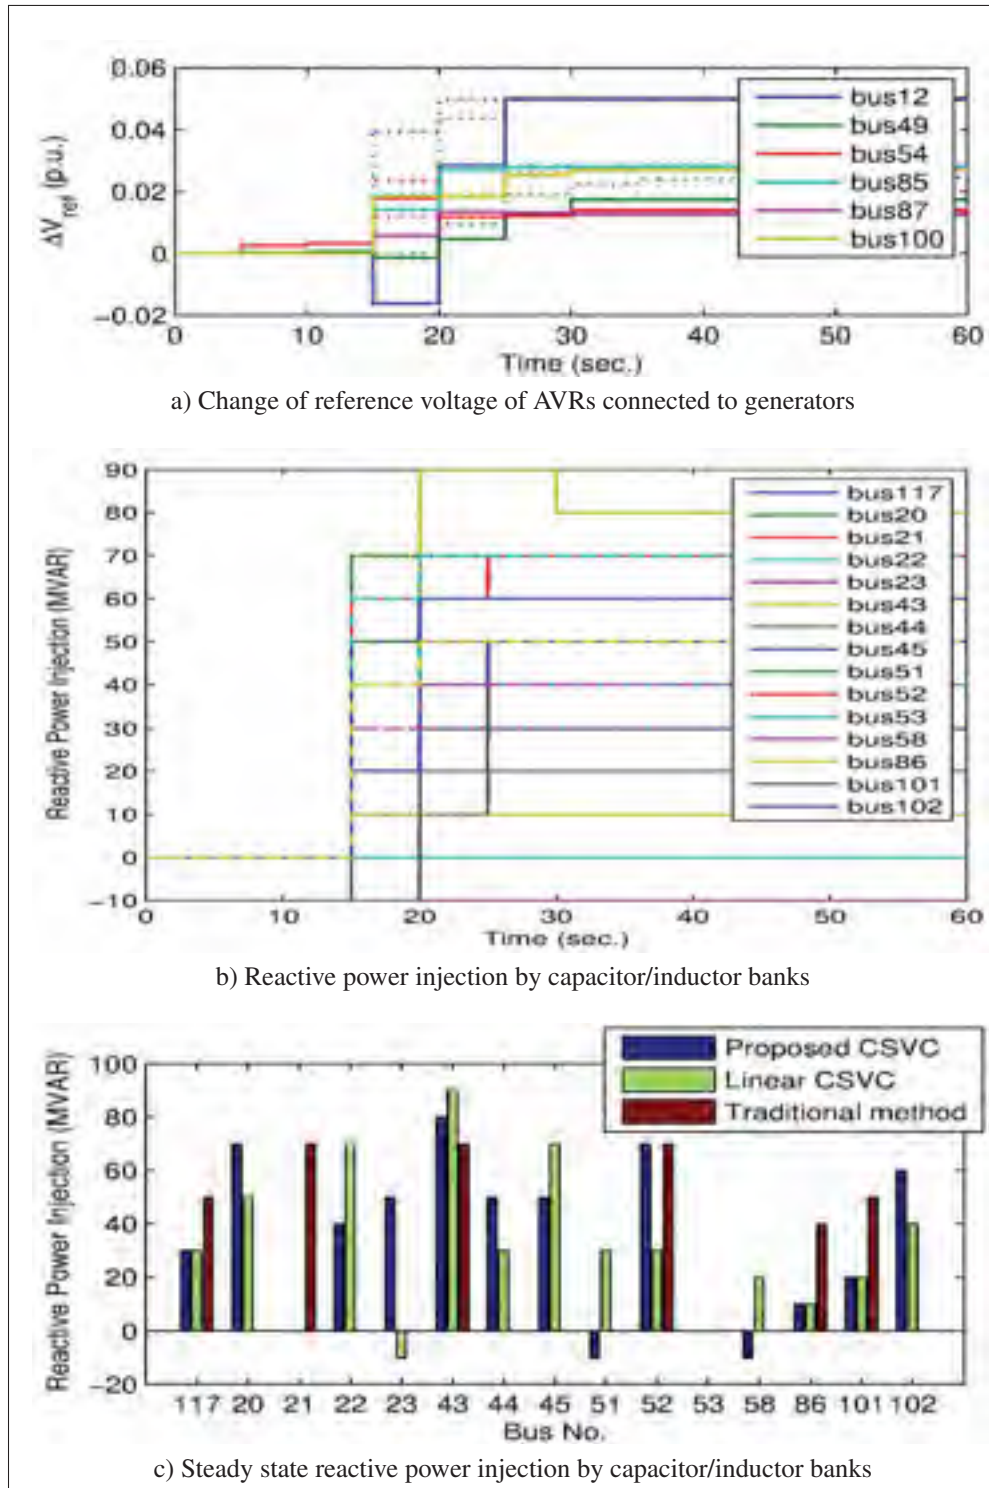 0.06
0.04
0.02
0
−0.02
ΔVref (p.u.)
bus12
bus49
bus54
bus85
bus87
bus100
0 10 20 30 40 50 60
Time (sec.)
a) Change of reference voltage of AVRs connected to generators
90
80
70
60
50
40
30
20
10
0
−10
Reactive Power Injection (MVAR)
bus117
bus20
bus21
bus22
bus23
bus43
bus44
bus45
bus51
bus52
bus53
bus58
bus86
bus101
bus102
0 10 20 30 40 50 60
Time (sec.)
b) Reactive power injection by capacitor/inductor banks
Proposed CSVC
Linear CSVC
Traditional method
100
80
60
40
20
0
−20
Reactive Power Injection (MVAR)
117 20 21 22 23 43 44 45 51 52 53 58 86 101 102
Bus No.
c) Steady state reactive power injection by capacitor/inductor banks